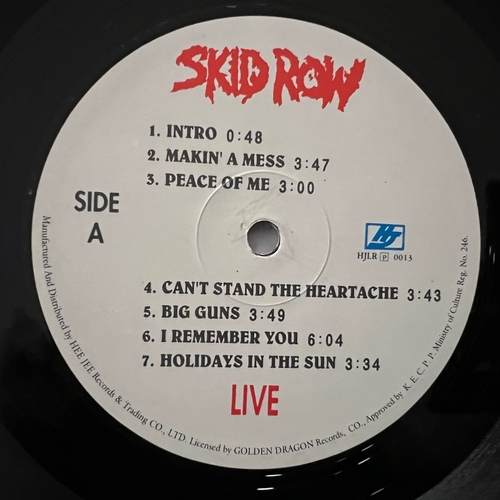 SKID ROW
1. INTRO 0:48
2. MAKIN' A MESS 3:47
3. PEACE OF ME 3:00
SIDE
A
HJ
HJLR P 0013
4. CAN'T STAND THE HEARTACHE 3:43
5. BIG GUNS 3:49
6. I REMEMBER YOU 6:04
7. HOLIDAYS IN THE SUN 3:34
LIVE
Manufactured And Distributed by HEE JEE Records & Trading CO., LTD. Licensed by GOLDEN DRAGON Records, CO., Approved by K. E. C. P. P. Ministry of Culture Reg. No. 246.